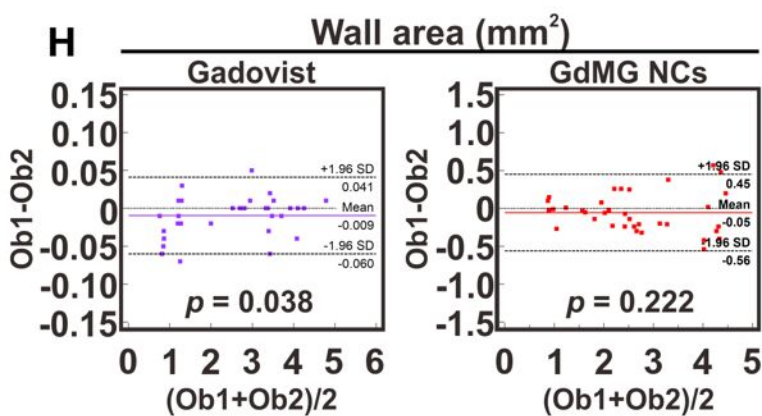 H
Wall area (mm²)
Gadovist
GdMG NCs
Ob1-Ob2
0.15
0.10
0.05
0
-0.05
-0.10
-0.15
+1.96 SD
0.041
Mean
-0.009
-1.96 SD
-0.060
p = 0.038
0 1 2 3 4 5 6
(Ob1+Ob2)/2
Ob1-Ob2
1.5
1.0
0.5
0
-0.5
-1.0
-1.5
+1.96 SD
0.45
Mean
-0.05
-1.96 SD
-0.56
p = 0.222
0 1 2 3 4 5
(Ob1+Ob2)/2